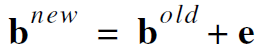 b^new = b^old + e